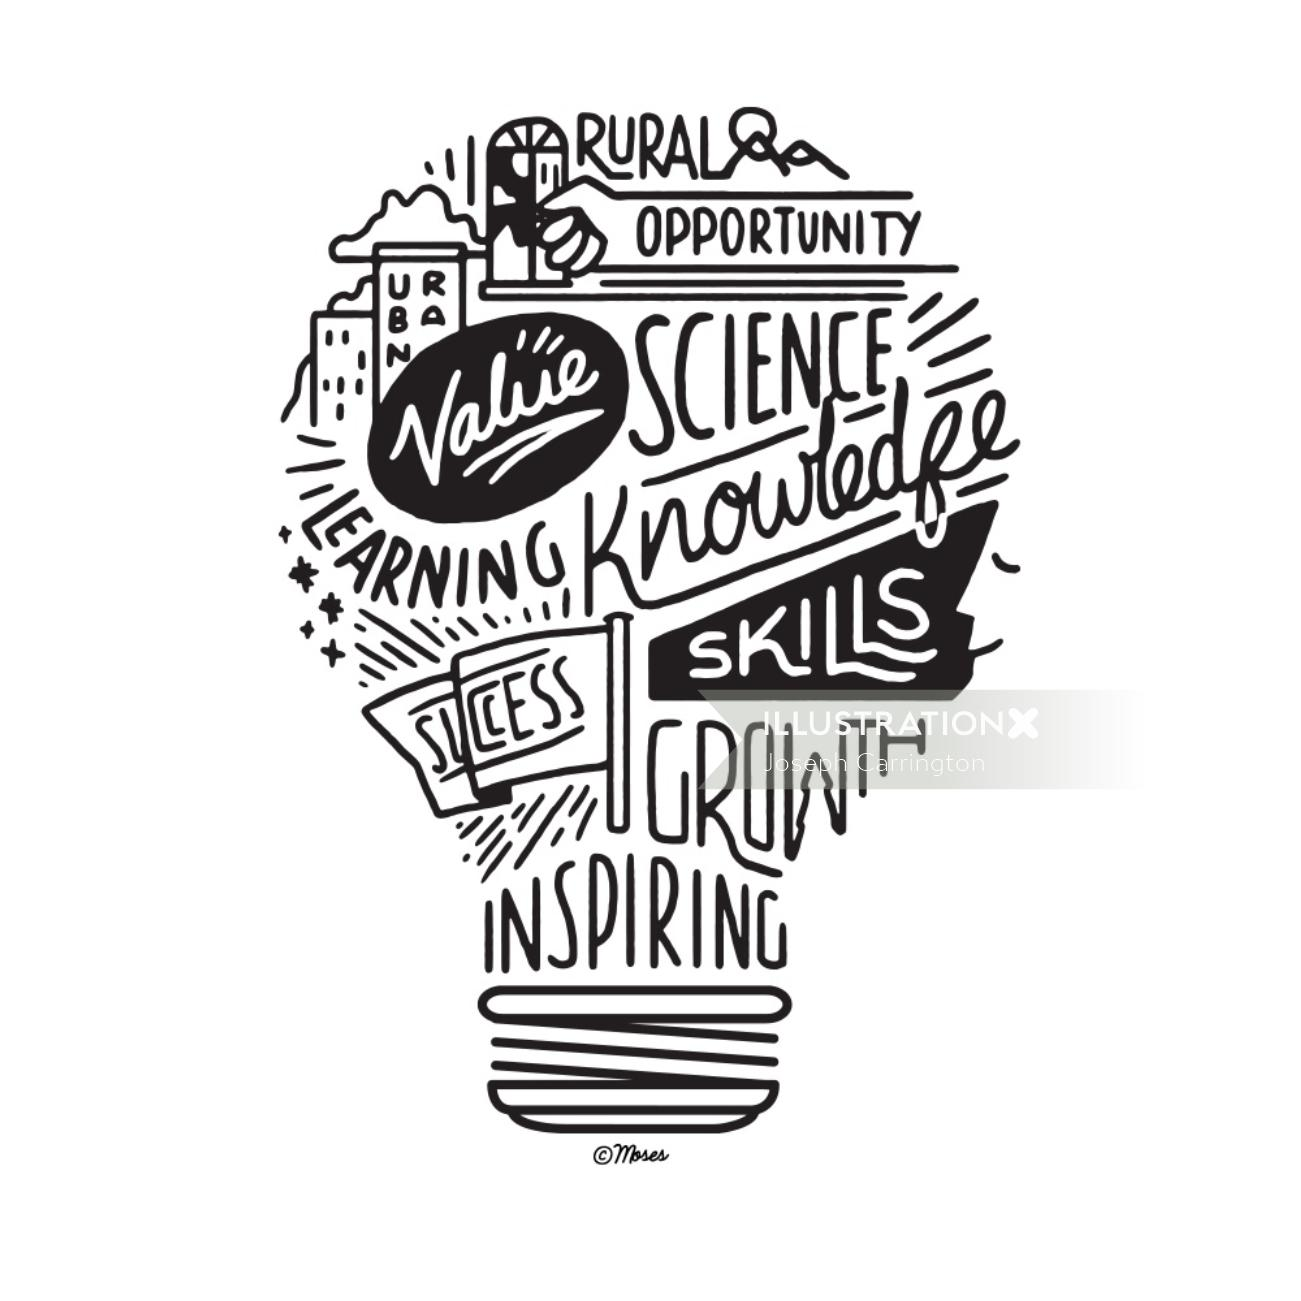 RURAL
OPPORTUNITY
URBAN
Value
SCIENCE
Knowledge
LEARNING
SKILLS
SUCCESS
GROWTH
ILLUSTRATIONX
Joseph Carrington
INSPIRING
©Moses